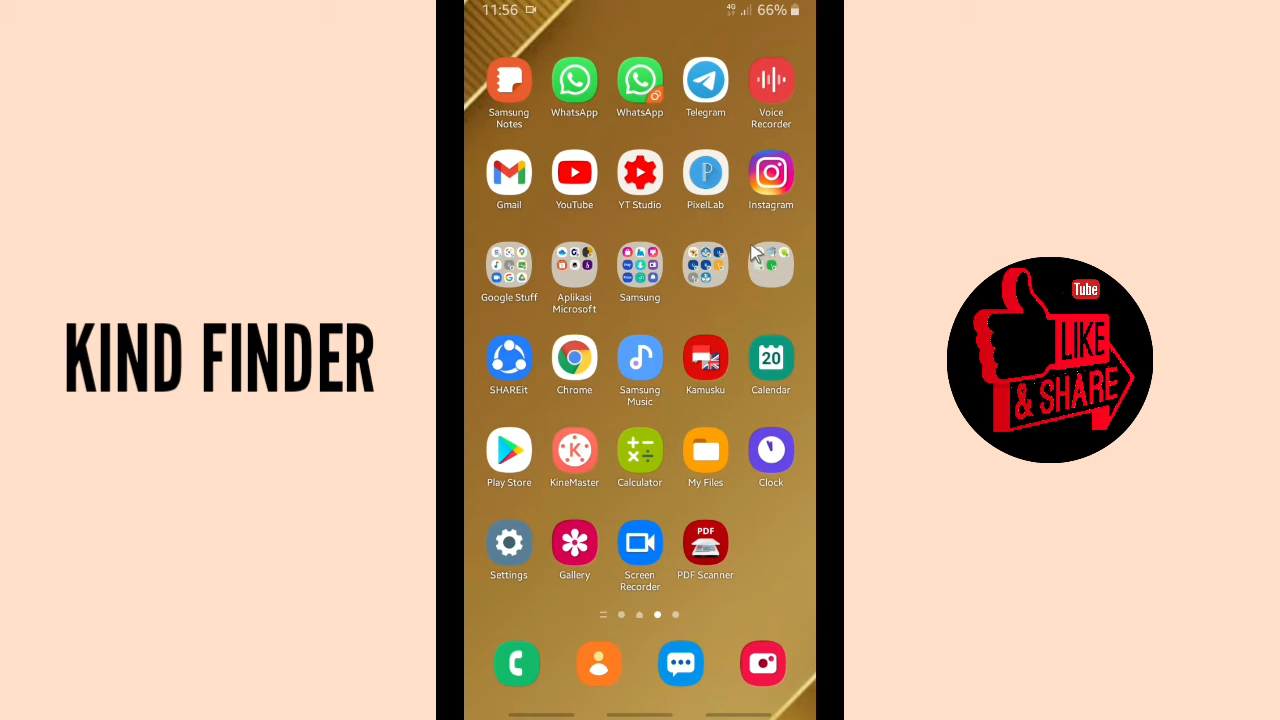 11:56
4G
66%
Samsung
Notes
WhatsApp
WhatsApp
Telegram
Voice
Recorder
Gmail
YouTube
YT Studio
PixelLab
Instagram
Google Stuff
Aplikasi
Microsoft
Samsung
SHAREit
Chrome
Samsung
Music
Kamusku
20
Calendar
Play Store
K
KineMaster
Calculator
My Files
Clock
Settings
Gallery
Screen
Recorder
PDF
PDF Scanner
KIND FINDER
Tube
LIKE
& SHARE